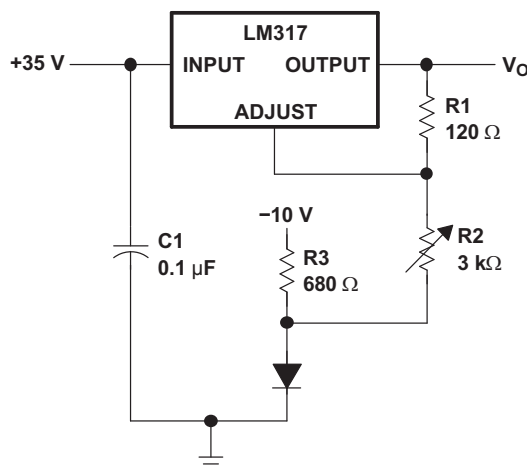 LM317
+35 V
INPUT
OUTPUT
VO
ADJUST
R1
120 Ω
−10 V
R2
3 kΩ
R3
680 Ω
C1
0.1 µF